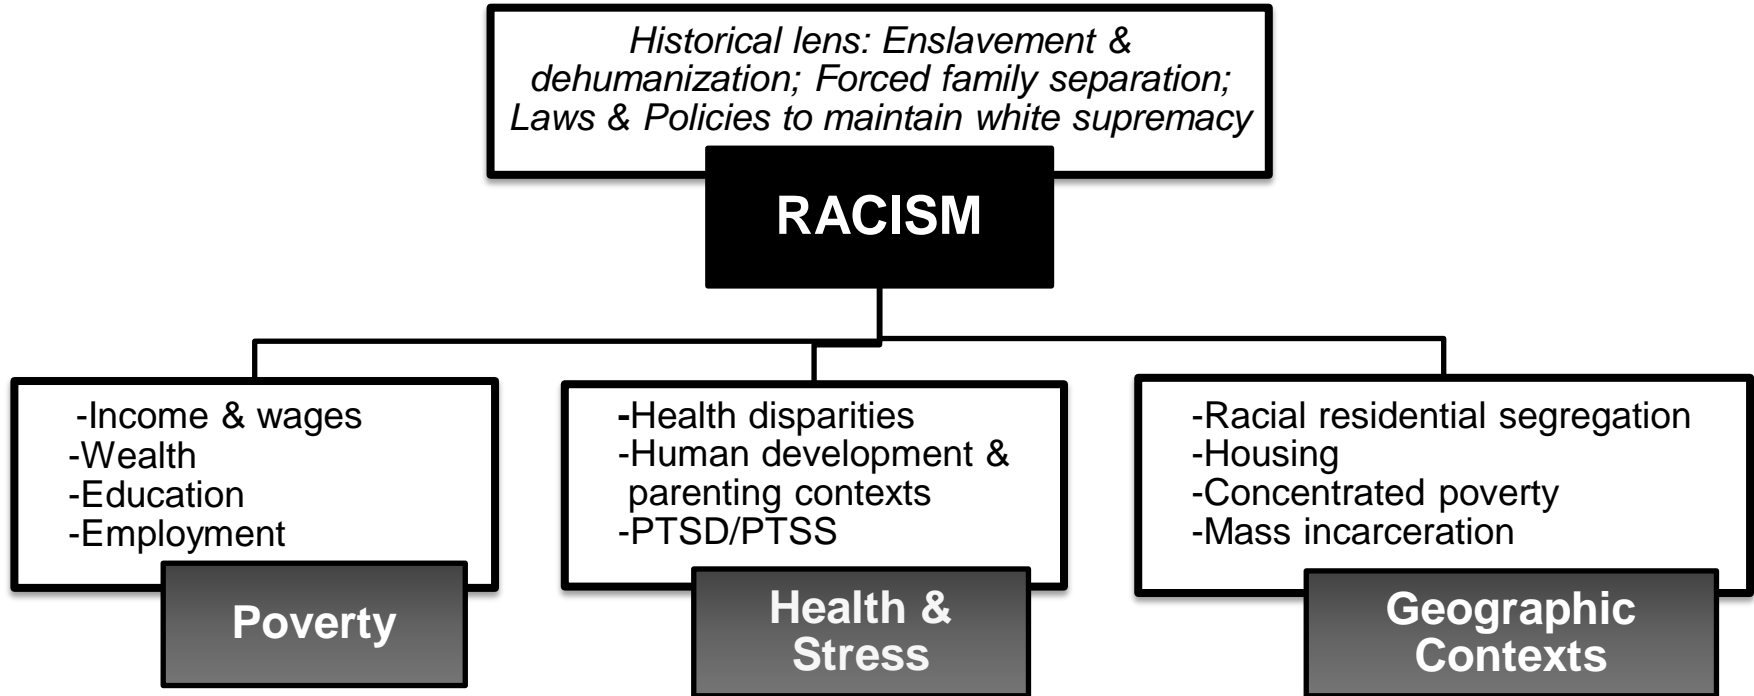 Historical lens: Enslavement &
dehumanization; Forced family separation;
Laws & Policies to maintain white supremacy
RACISM
-Income & wages
-Wealth
-Education
-Employment
Poverty
-Health disparities
-Human development &
parenting contexts
-PTSD/PTSS
Health &
Stress
-Racial residential segregation
-Housing
-Concentrated poverty
-Mass incarceration
Geographic
Contexts